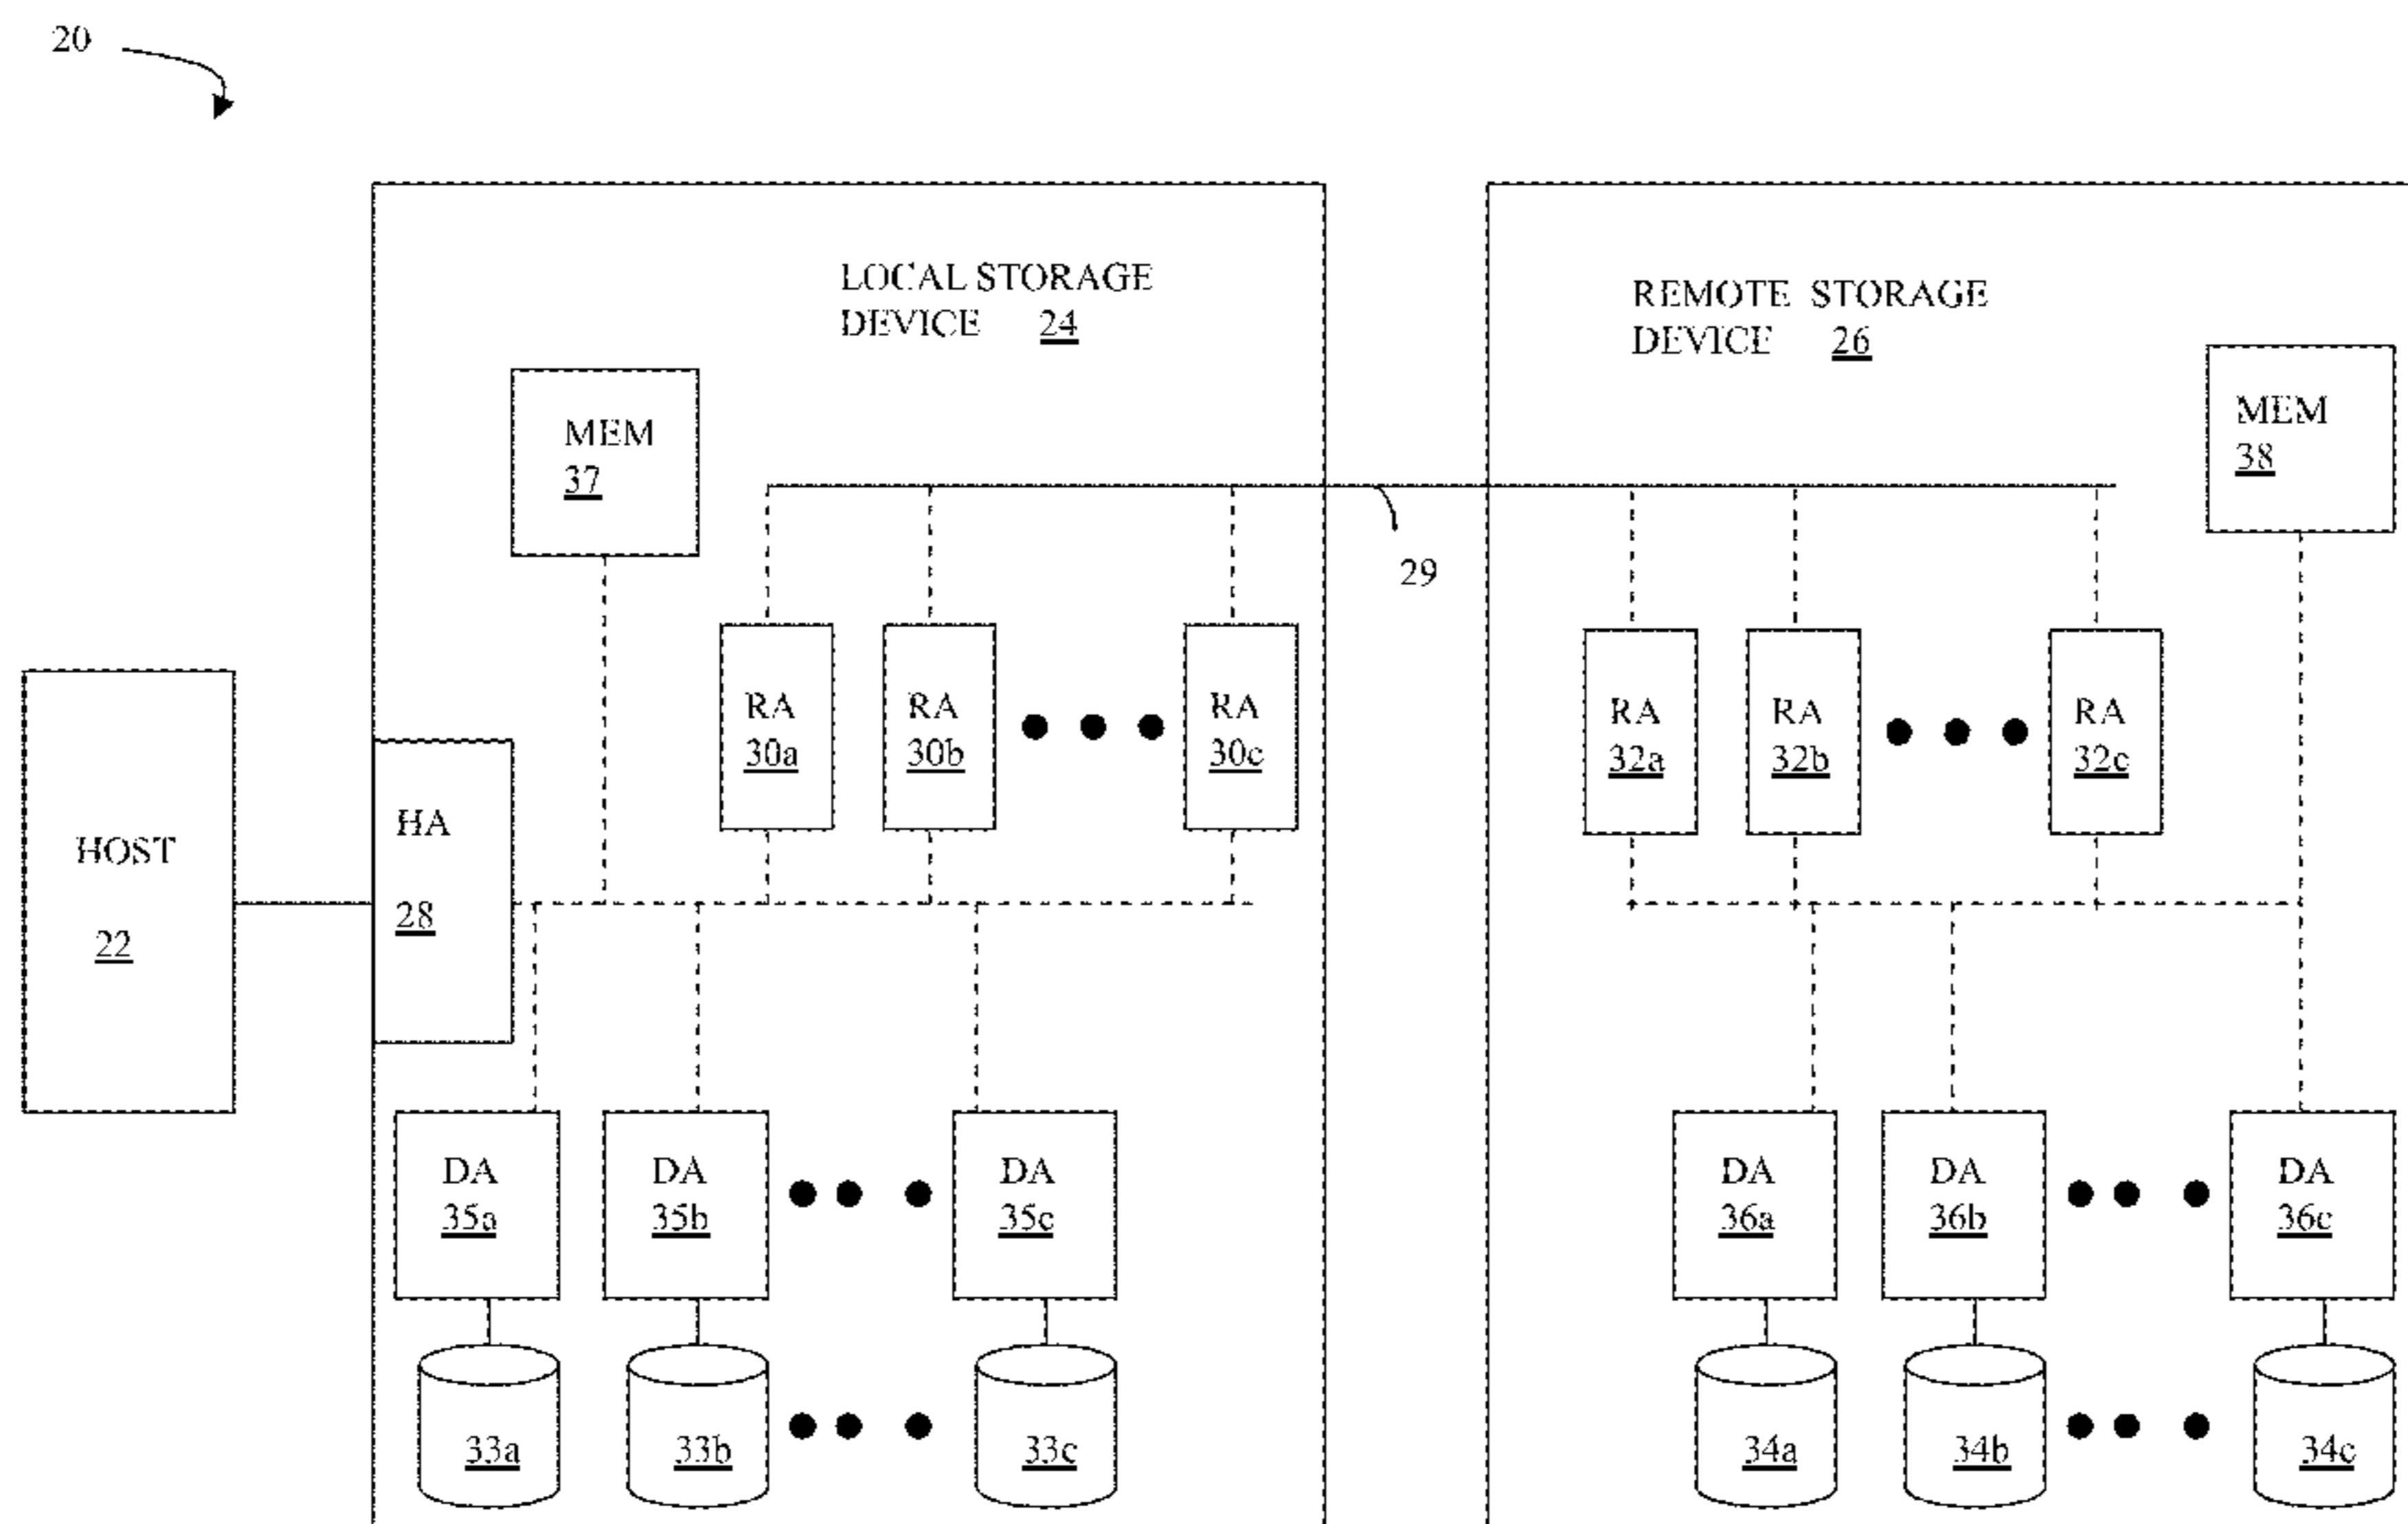 20
LOCAL STORAGE
DEVICE 24
REMOTE STORAGE
DEVICE 26
MEM
37
MEM
38
29
RA
30a
RA
30b
RA
30c
RA
32a
RA
32b
RA
32c
HOST
22
HA
28
DA
35a
DA
35b
DA
35c
DA
36a
DA
36b
DA
36c
33a
33b
33c
34a
34b
34c